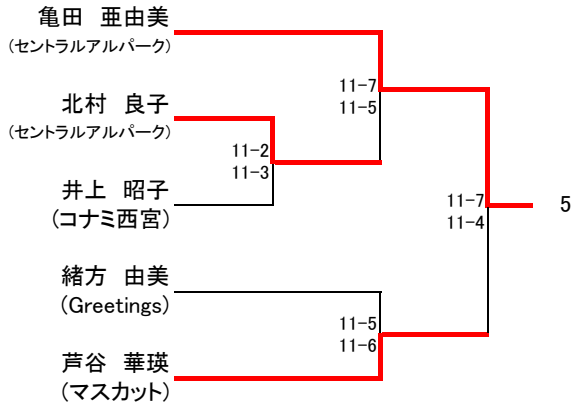 亀田 亜由美
(セントラルアルパーク)
11-7
11-5
北村 良子
(セントラルアルパーク)
11-2
11-3
井上 昭子
(コナミ西宮)
11-7
11-4
5
緒方 由美
(Greetings)
11-5
11-6
芦谷 華瑛
(マスカット)